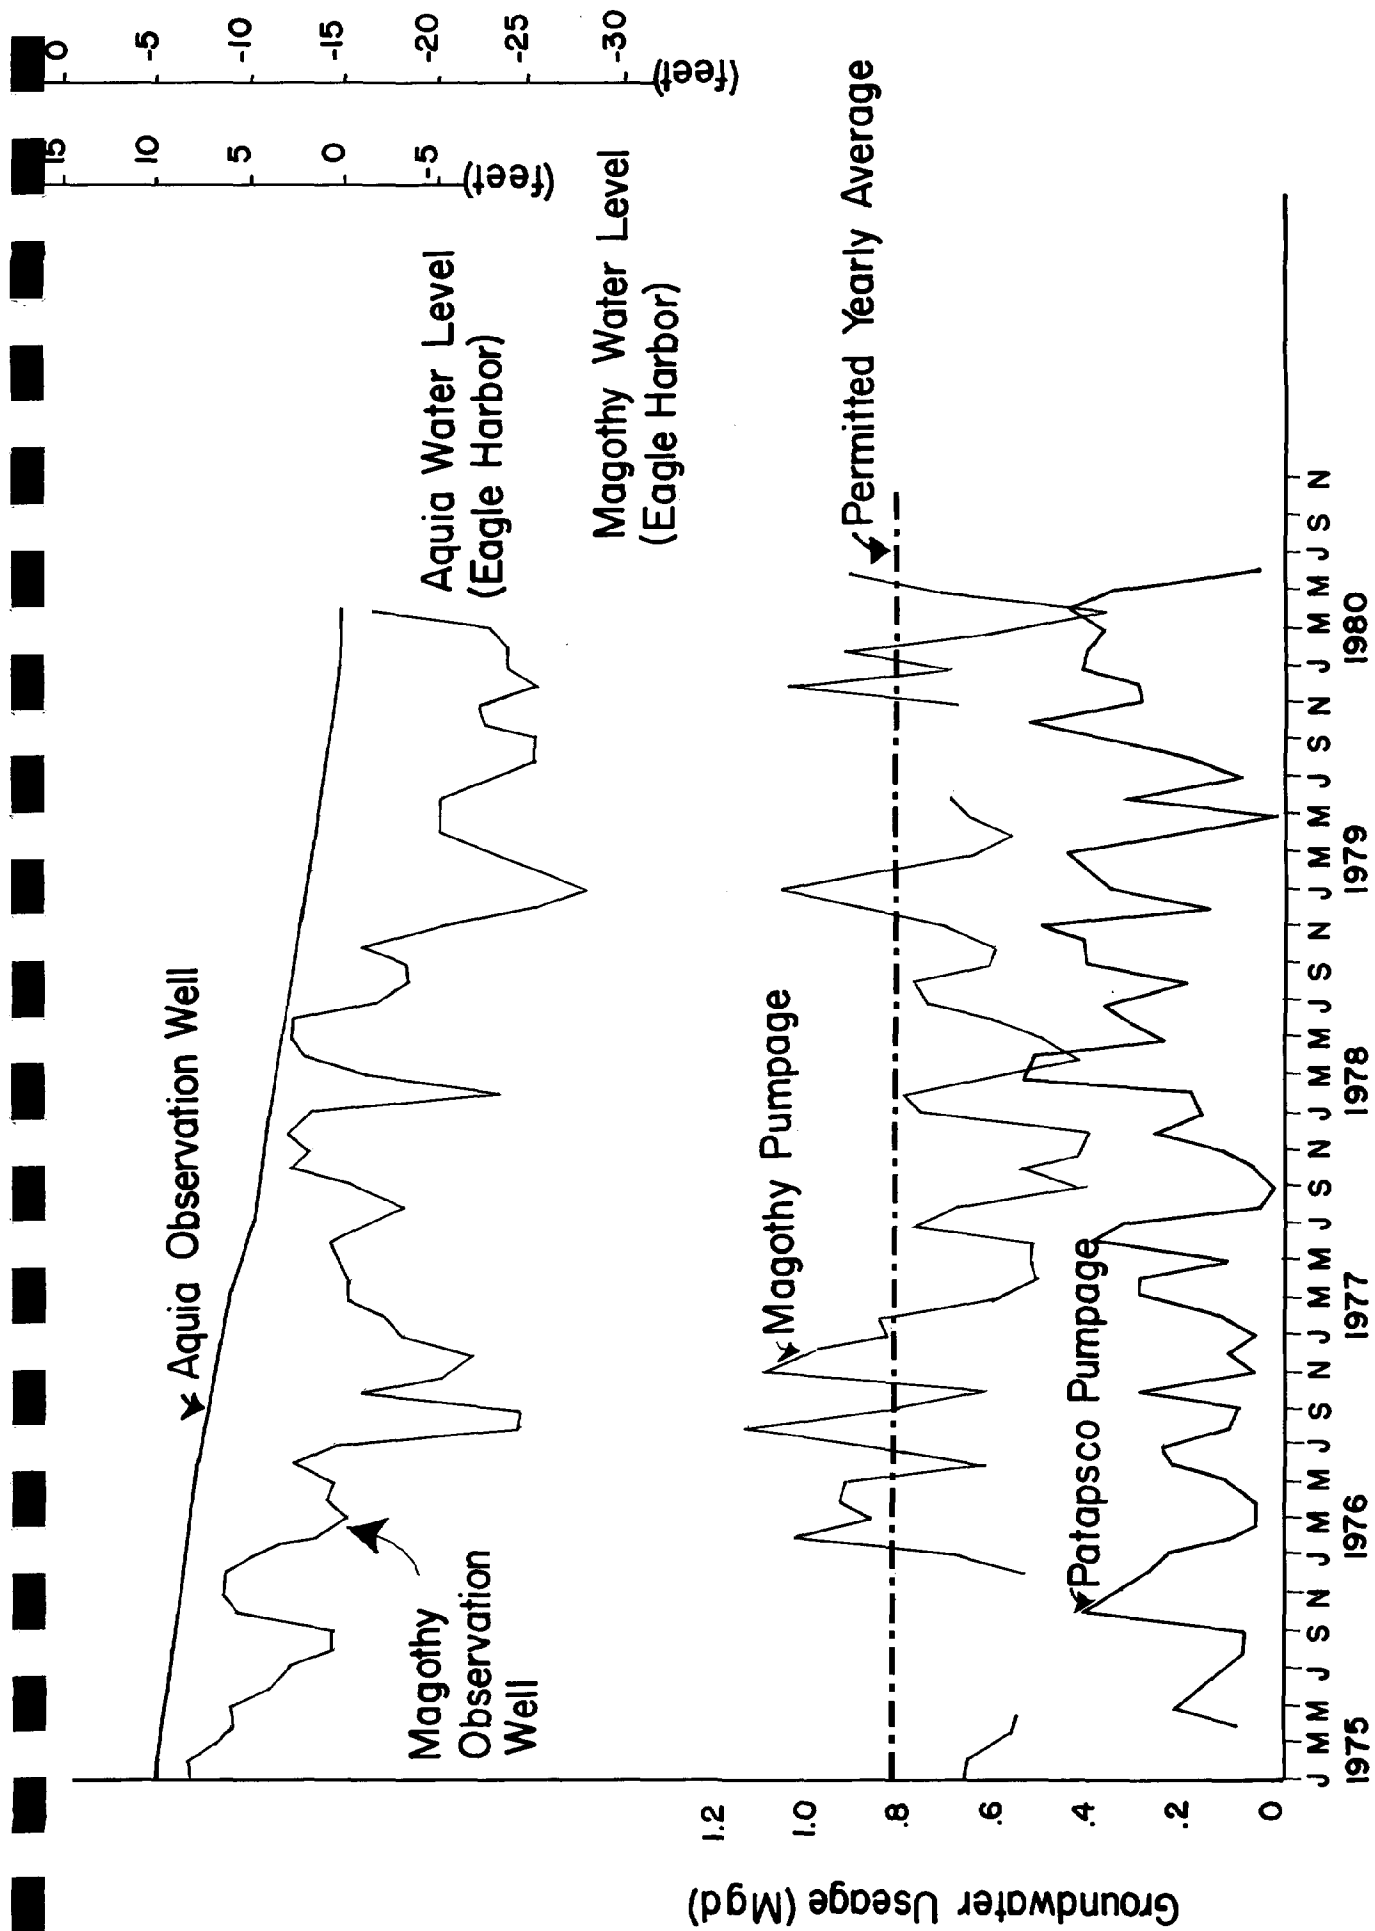 Aquia Observation Well
Magothy
Observation
Well
Aquia Water Level
(Eagle Harbor)
Magothy Water Level
(Eagle Harbor)
15
10
5
0
-5
(feet)
0
-5
-10
-15
-20
-25
-30
(feet)
Magothy Pumpage
Permitted Yearly Average
Patapsco Pumpage
Groundwater Useage (Mgd)
1.2
1.0
.8
.6
.4
.2
0
J M M J S N J M M J S N J M M J S N J M M J S N J M M J S N J M M J S N
1975 1976 1977 1978 1979 1980